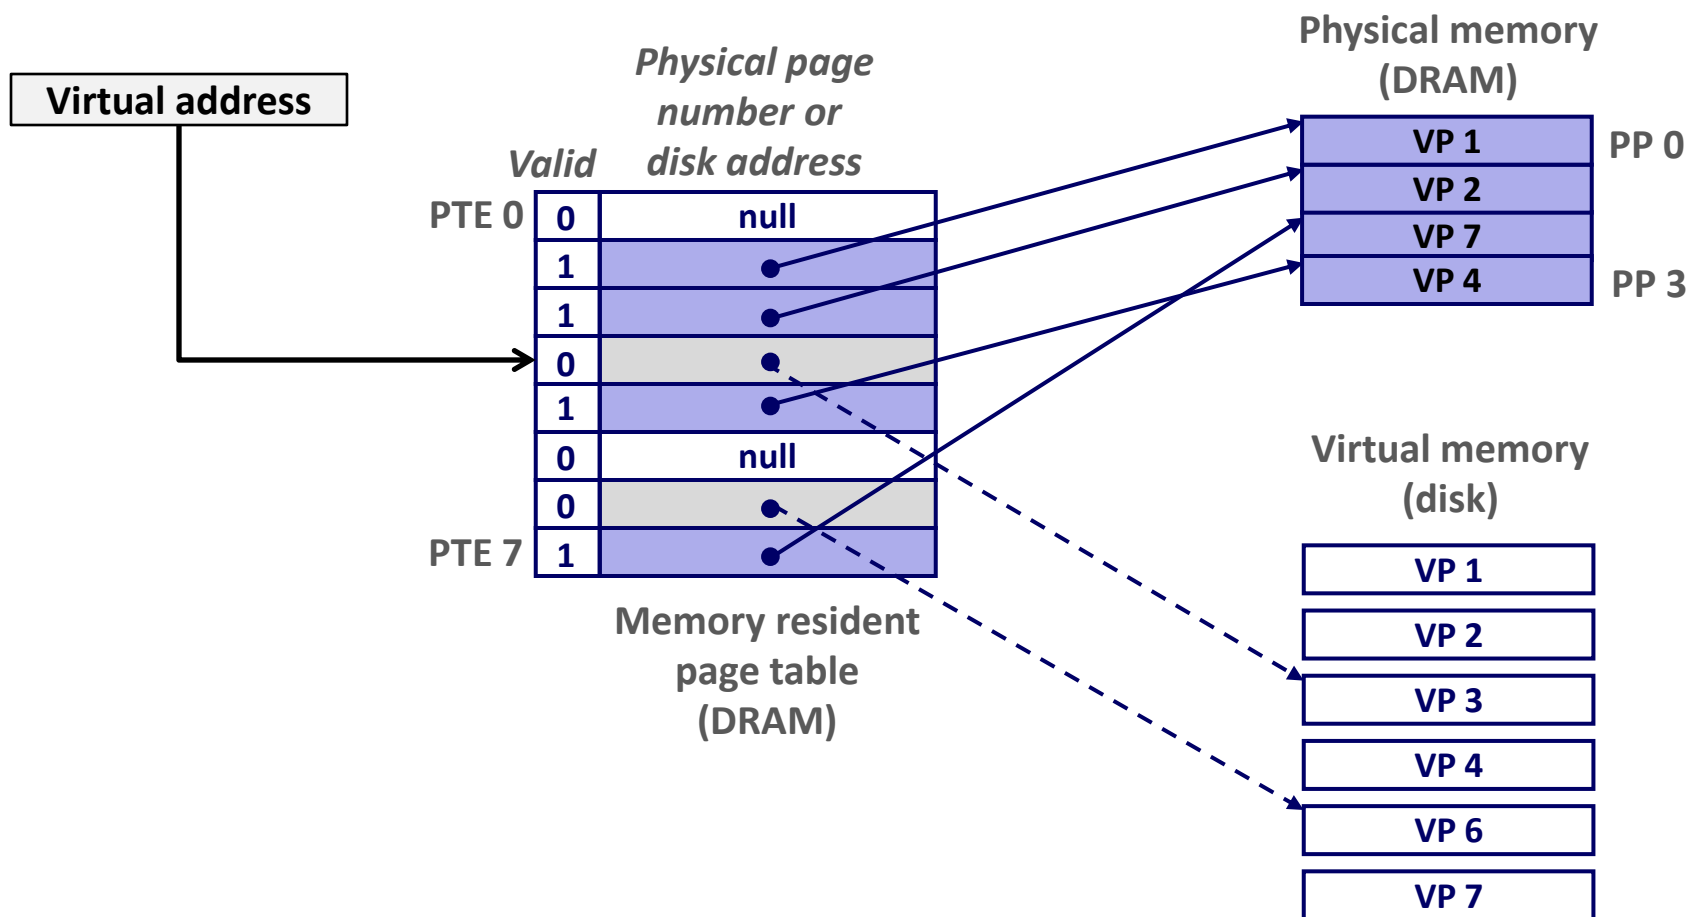 Virtual address
Physical page
number or
disk address
Valid
PTE 0
0
null
1
1
0
1
0
null
0
PTE 7
1
Memory resident
page table
(DRAM)
Physical memory
(DRAM)
VP 1
PP 0
VP 2
VP 7
VP 4
PP 3
Virtual memory
(disk)
VP 1
VP 2
VP 3
VP 4
VP 6
VP 7